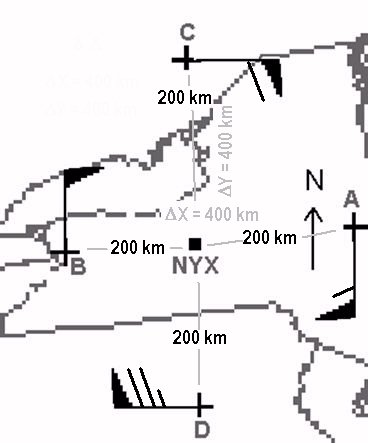 C
200 km
ΔY = 400 km
N
A
ΔX = 400 km
200 km
200 km
B
NYX
200 km
D